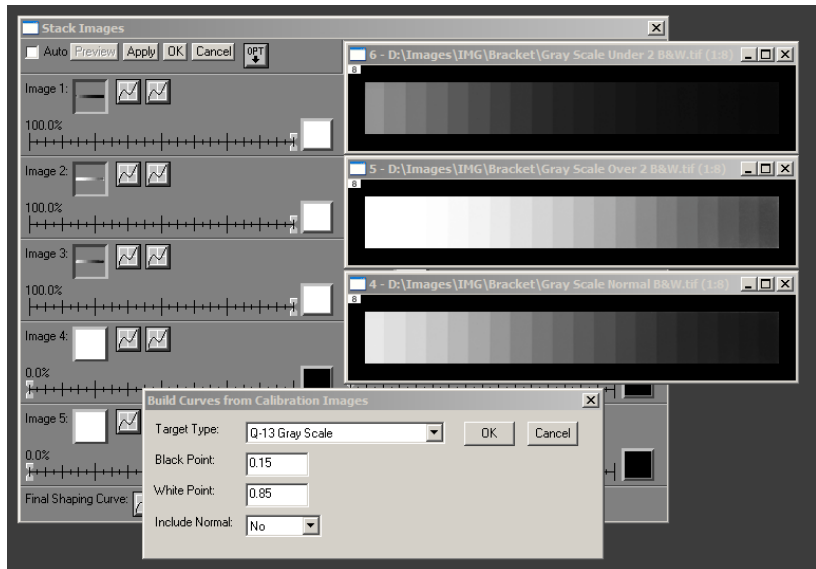 Stack Images
Auto Preview Apply OK Cancel OPT
6 - D:\Images\IMG\Bracket\Gray Scale Under 2 B&W.tif (1:8)
8
Image 1:
100.0%
Image 2:
5 - D:\Images\IMG\Bracket\Gray Scale Over 2 B&W.tif (1:8)
8
100.0%
Image 3:
4 - D:\Images\IMG\Bracket\Gray Scale Normal B&W.tif (1:8)
8
100.0%
Image 4:
0.0%
Image 5:
0.0%
Final Shaping Curve:
Build Curves from Calibration Images
Target Type: Q-13 Gray Scale OK Cancel
Black Point: 0.15
White Point: 0.85
Include Normal: No